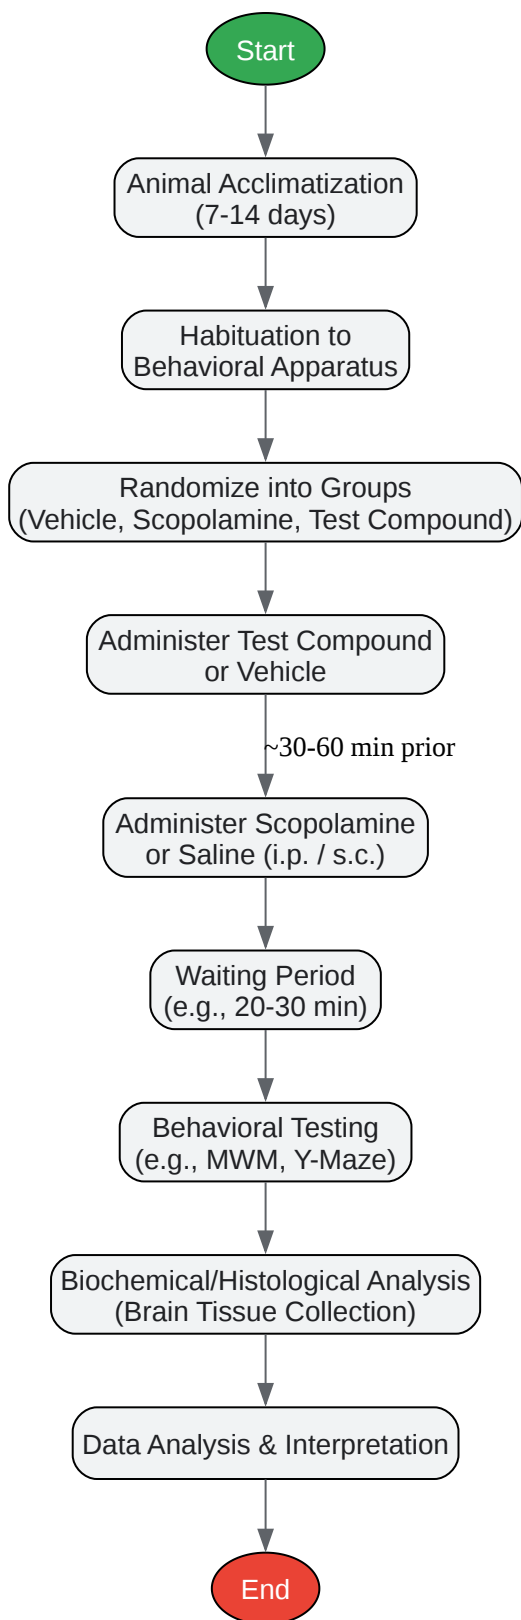 Start
Animal Acclimatization
(7-14 days)
Habituation to
Behavioral Apparatus
Randomize into Groups
(Vehicle, Scopolamine, Test Compound)
Administer Test Compound
or Vehicle
~30-60 min prior
Administer Scopolamine
or Saline (i.p. / s.c.)
Waiting Period
(e.g., 20-30 min)
Behavioral Testing
(e.g., MWM, Y-Maze)
Biochemical/Histological Analysis
(Brain Tissue Collection)
Data Analysis & Interpretation
End